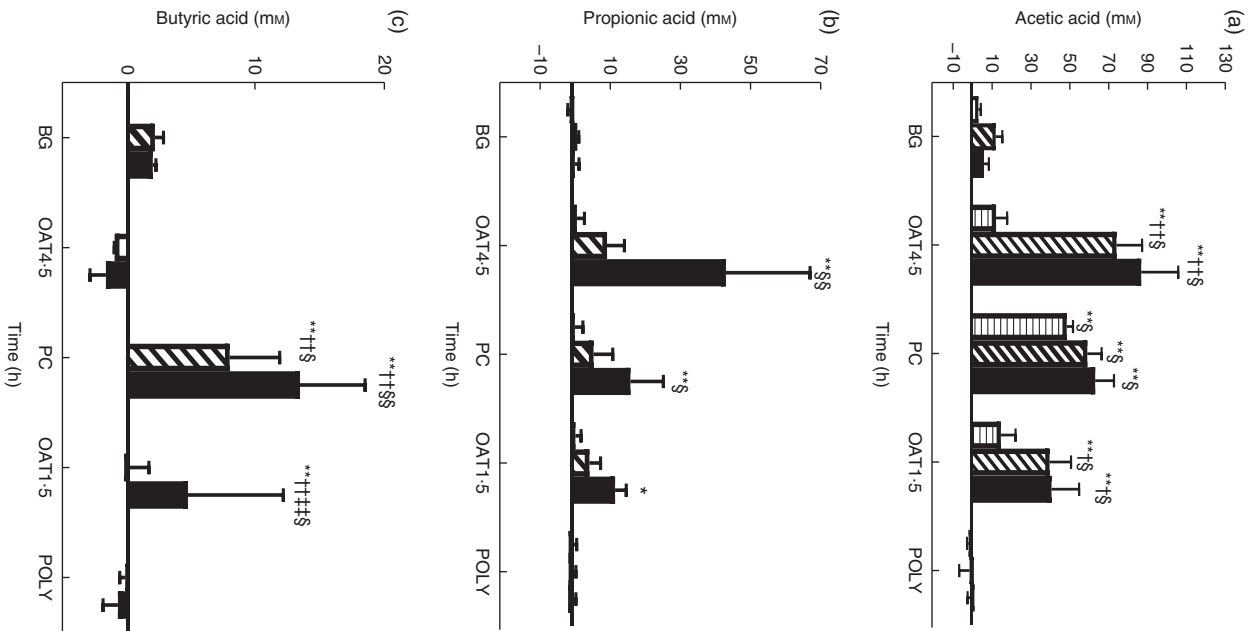 (a)
130
110
90
70
50
30
10
−10
Acetic acid (mM)
**††§
**††§
**§
**§
**§
**†§
**†§
BG
OAT4·5
PC
OAT1·5
POLY
Time (h)
(b)
70
30
10
−10
Propionic acid (mM)
**§§
**§
*
BG
OAT4·5
PC
OAT1·5
POLY
Time (h)
(c)
20
10
0
Butyric acid (mM)
**††§
**††§§
**††‡‡§
BG
OAT4·5
PC
OAT1·5
POLY
Time (h)